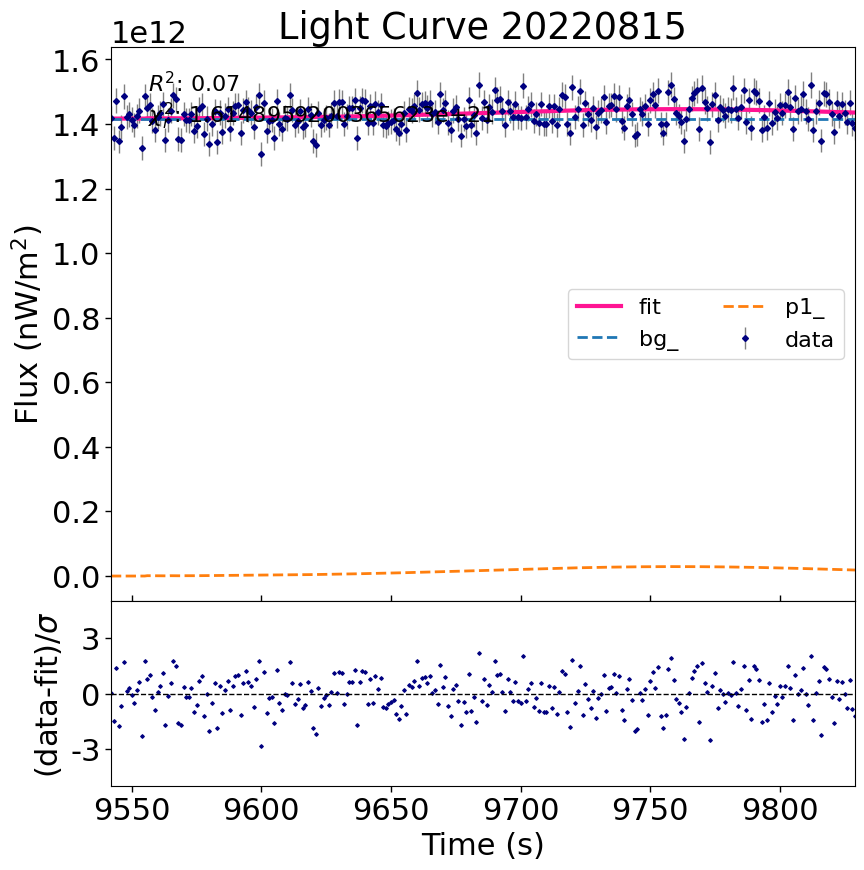 Light Curve 20220815
1e12
1.6
1.4
1.2
1.0
0.8
0.6
0.4
0.2
0.0
Flux (nW/m²)
R²: 0.07
fit
bg_
p1_
data
3
0
-3
(data-fit)/σ
9550 9600 9650 9700 9750 9800
Time (s)